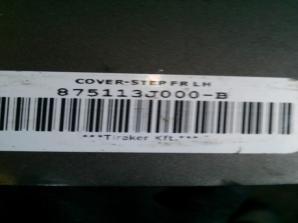 COVER-STEP FR LH
875113J000-B
***Tiraker Kft.***